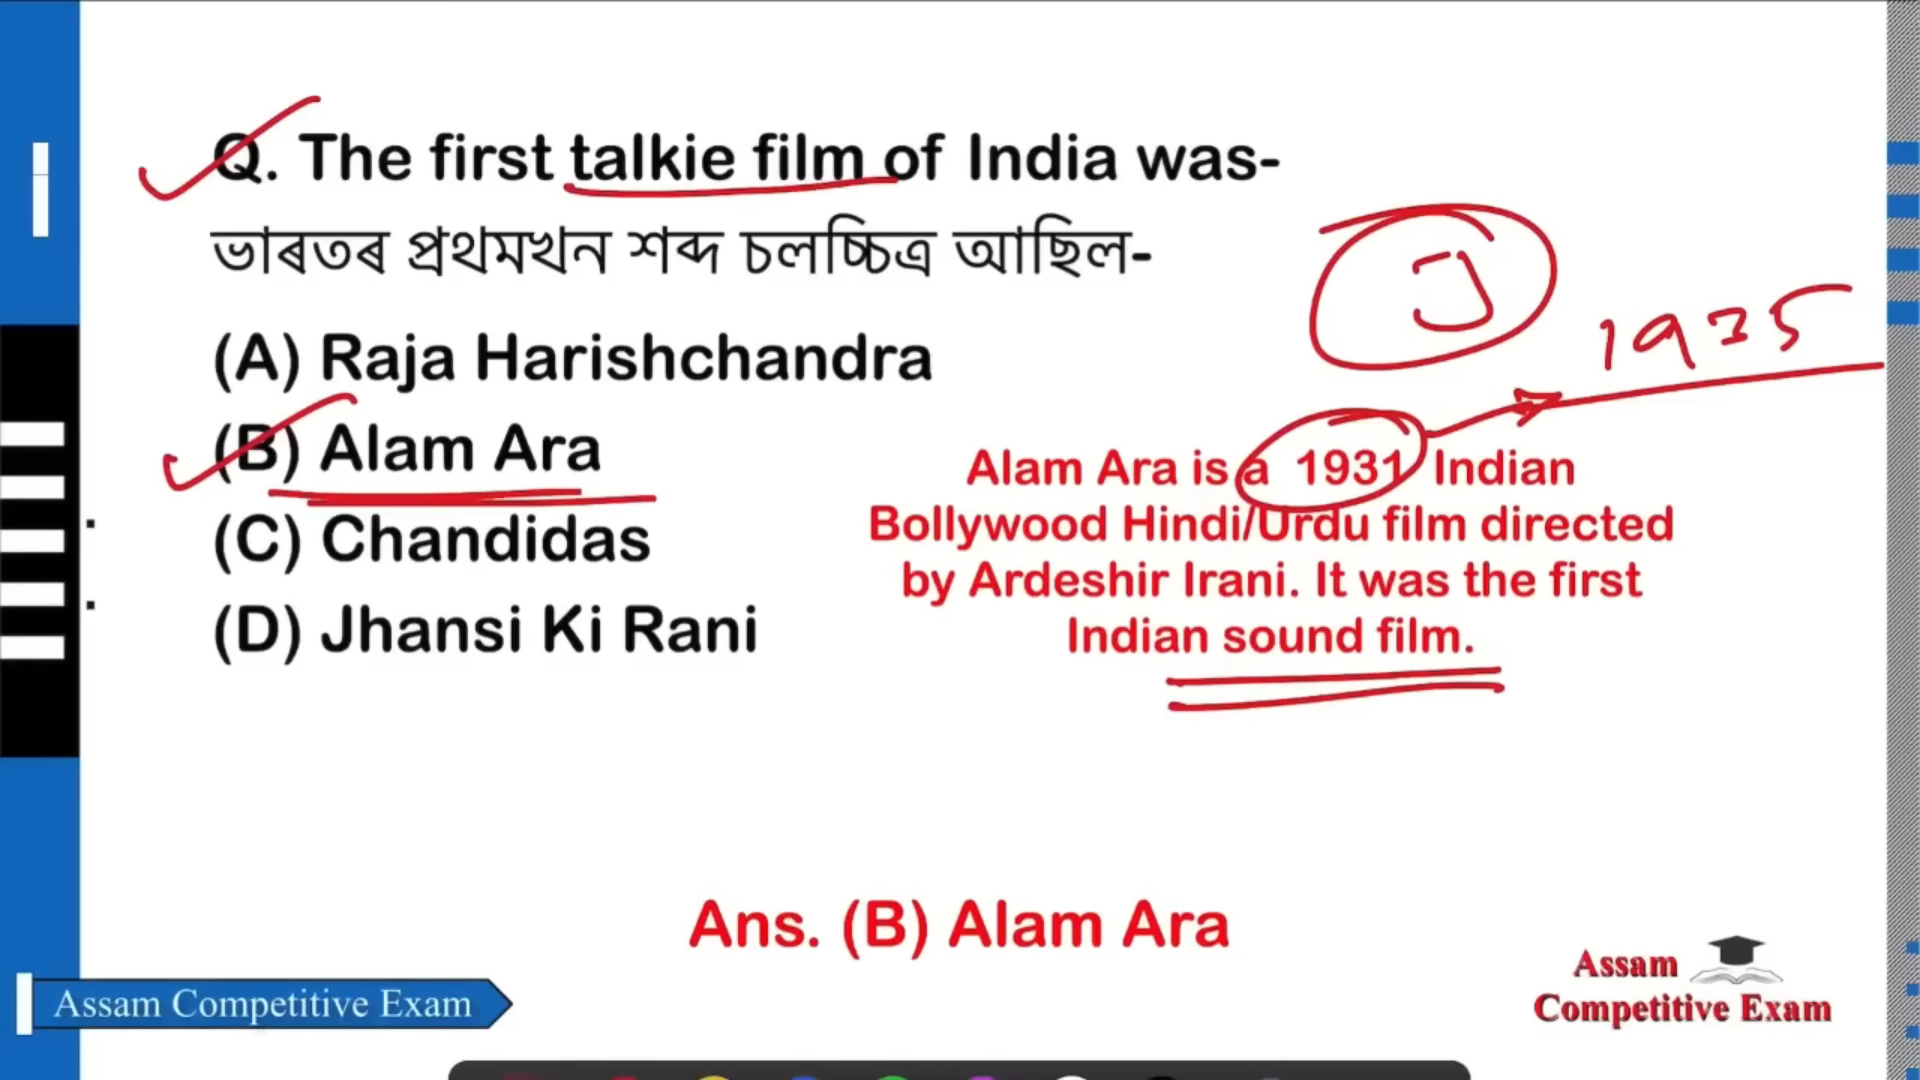 Q. The first talkie film of India was-
ভাৰতৰ প্ৰথমখন শব্দ চলচ্চিত্ৰ আছিল-
(A) Raja Harishchandra
(B) Alam Ara
(C) Chandidas
(D) Jhansi Ki Rani
J
1935
Alam Ara is a 1931 Indian
Bollywood Hindi/Urdu film directed
by Ardeshir Irani. It was the first
Indian sound film.
Ans. (B) Alam Ara
Assam Competitive Exam
Assam
Competitive Exam